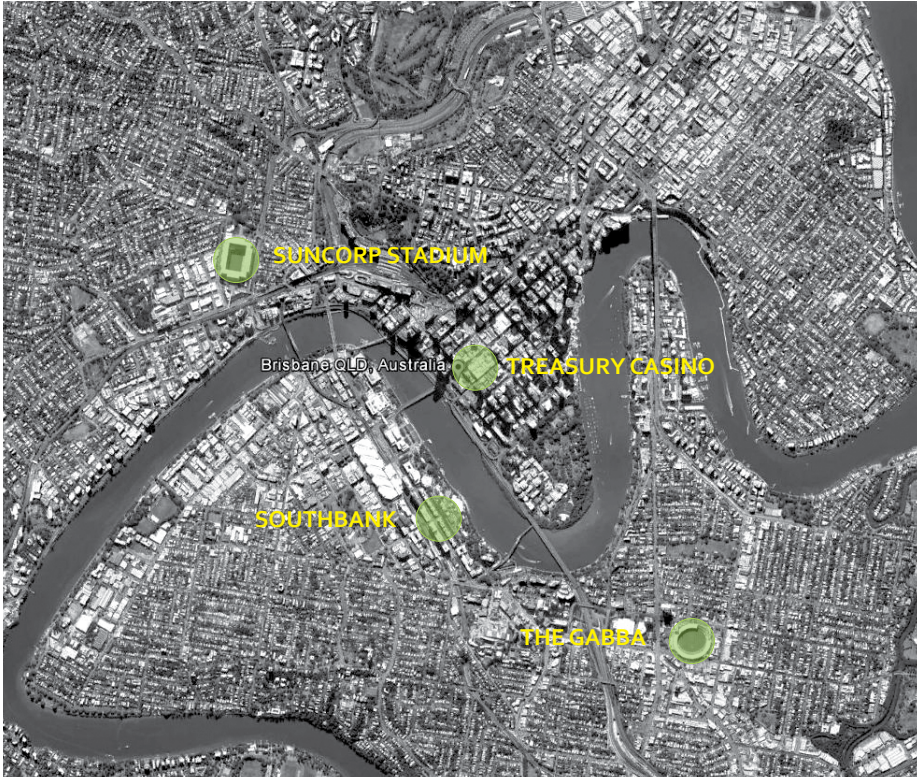 SUNCORP STADIUM
Brisbane QLD, Australia
TREASURY CASINO
SOUTHBANK
THE GABBA